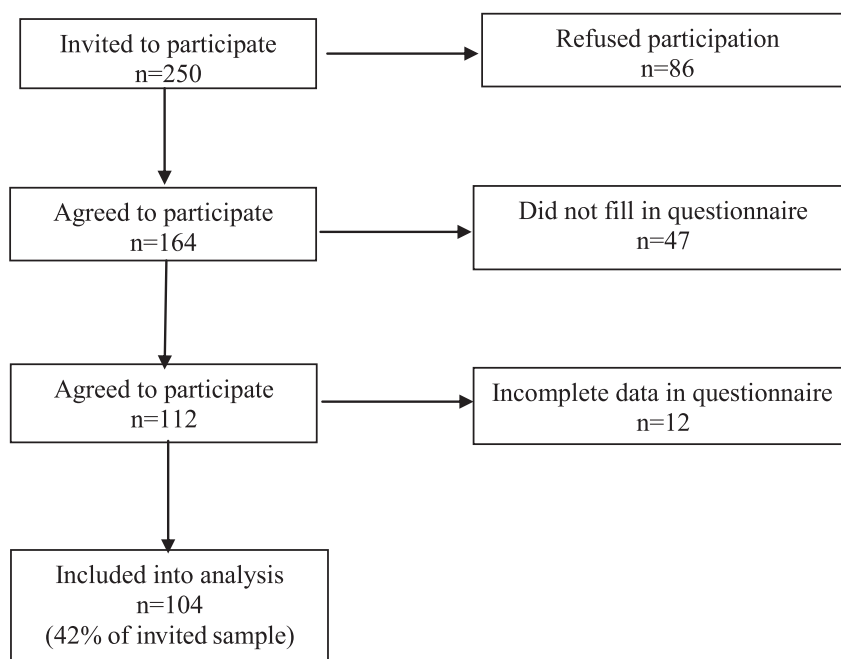 Invited to participate
n=250
Refused participation
n=86
Agreed to participate
n=164
Did not fill in questionnaire
n=47
Agreed to participate
n=112
Incomplete data in questionnaire
n=12
Included into analysis
n=104
(42% of invited sample)